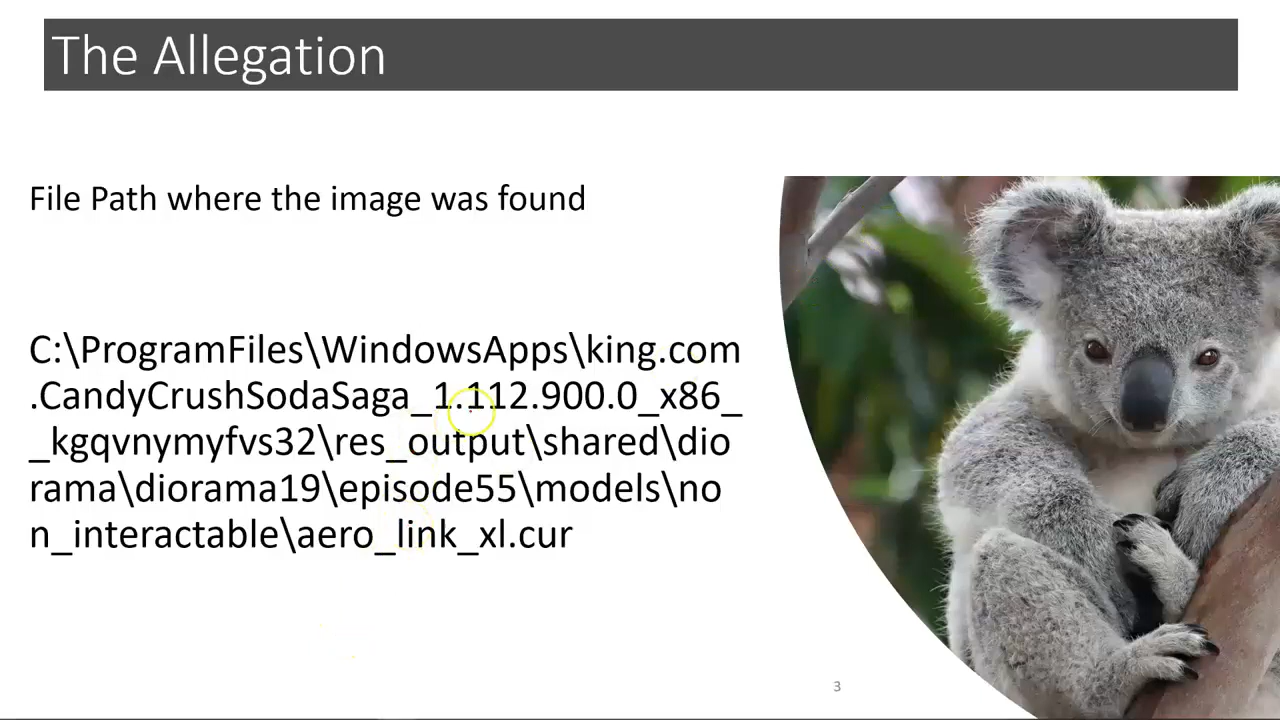 The Allegation
File Path where the image was found
C:\ProgramFiles\WindowsApps\king.com
.CandyCrushSodaSaga_1.112.900.0_x86_
_kgqvnymyfvs32\res_output\shared\dio
rama\diorama19\episode55\models\no
n_interactable\aero_link_xl.cur
3